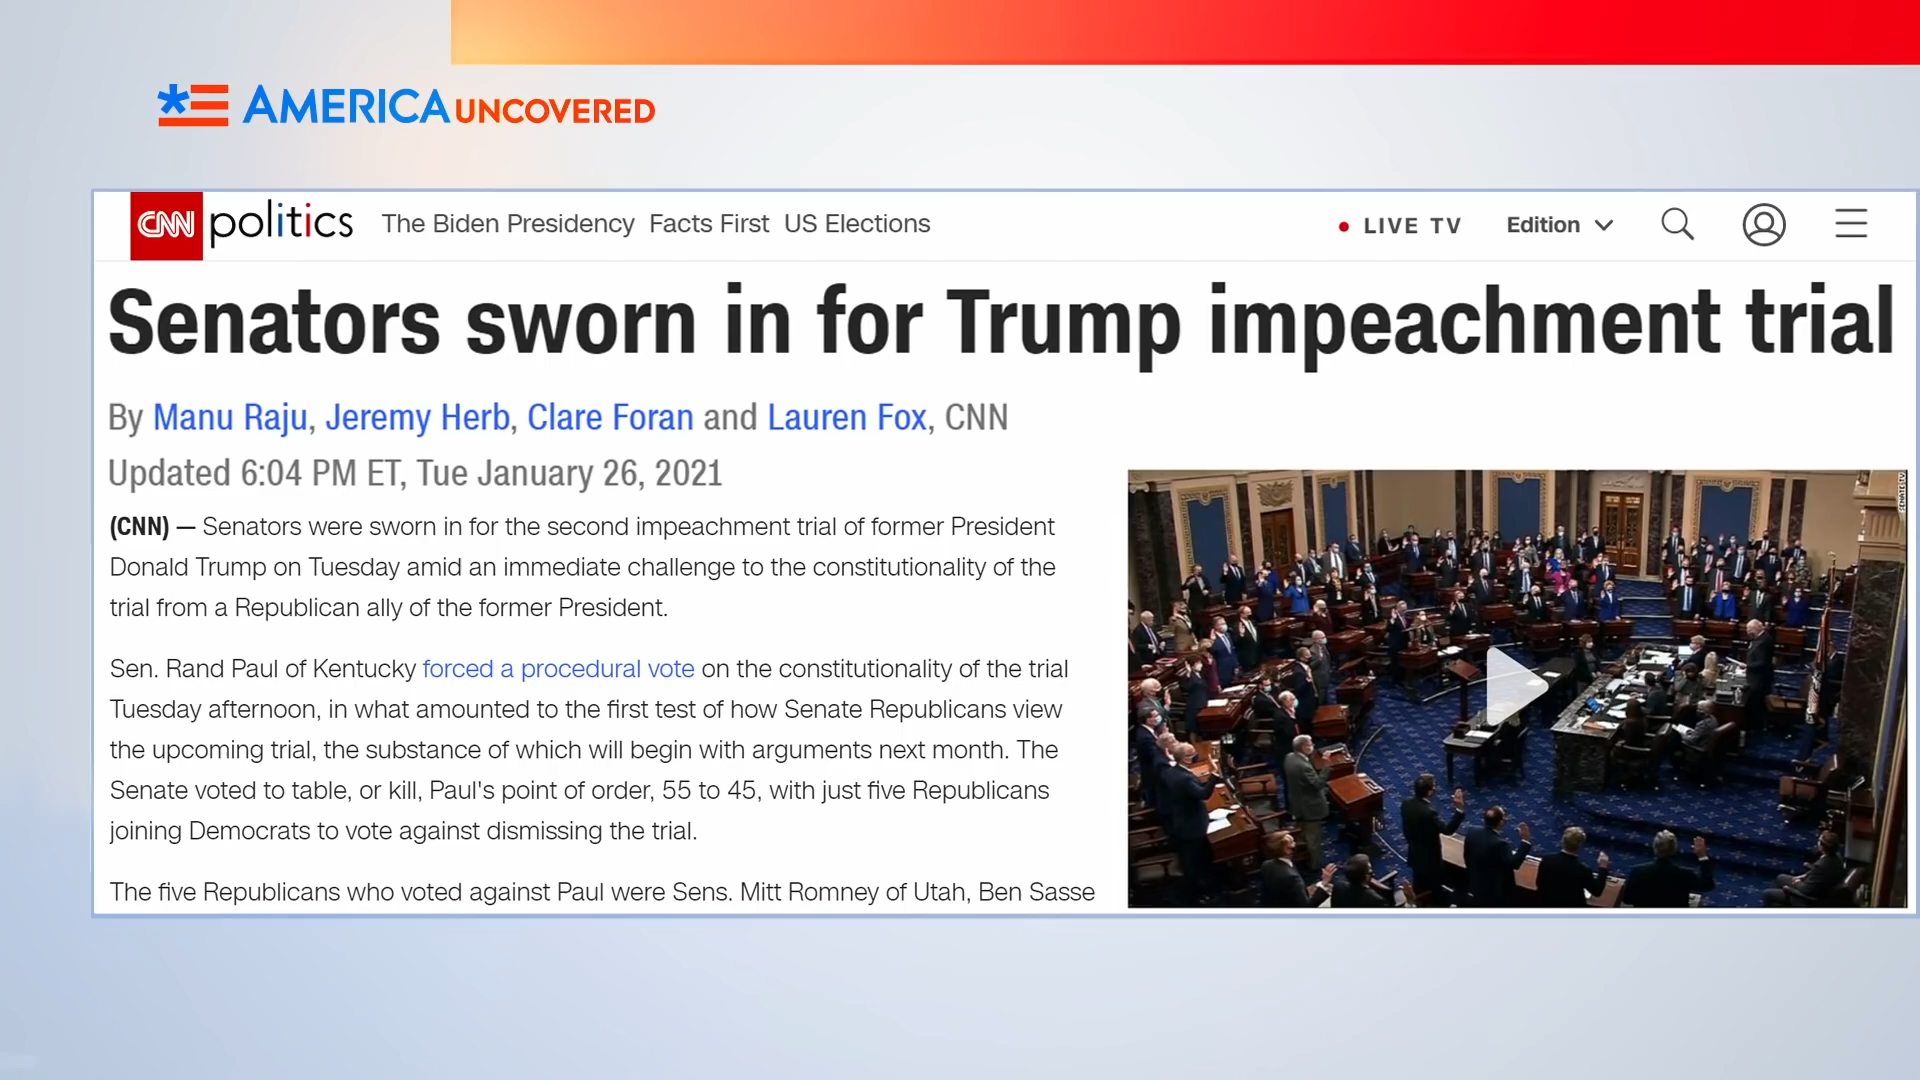 AMERICA UNCOVERED
CNN politics The Biden Presidency Facts First US Elections LIVE TV Edition
Senators sworn in for Trump impeachment trial
By Manu Raju, Jeremy Herb, Clare Foran and Lauren Fox, CNN
Updated 6:04 PM ET, Tue January 26, 2021
(CNN) — Senators were sworn in for the second impeachment trial of former President
Donald Trump on Tuesday amid an immediate challenge to the constitutionality of the
trial from a Republican ally of the former President.
Sen. Rand Paul of Kentucky forced a procedural vote on the constitutionality of the trial
Tuesday afternoon, in what amounted to the first test of how Senate Republicans view
the upcoming trial, the substance of which will begin with arguments next month. The
Senate voted to table, or kill, Paul's point of order, 55 to 45, with just five Republicans
joining Democrats to vote against dismissing the trial.
The five Republicans who voted against Paul were Sens. Mitt Romney of Utah, Ben Sasse
SENATE TV